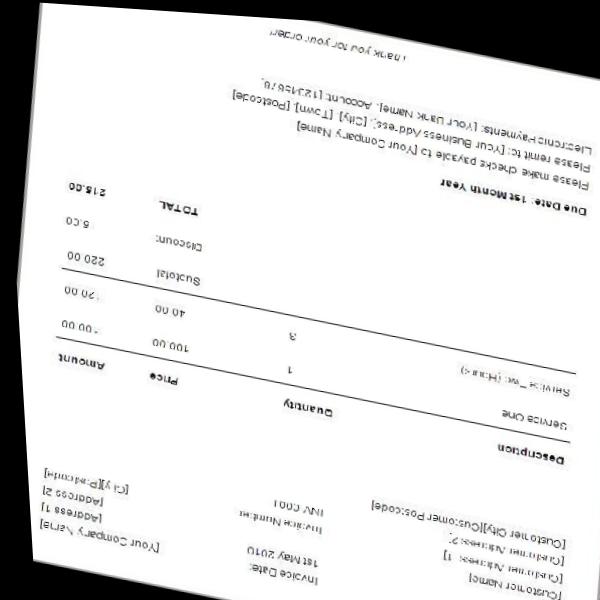 [Your Company Name]
[Address 1]
[Address 2]
[City][Postcode]
Invoice Date:
1st May 2010
Invoice Number
INV 0001
[Customer Name]
[Customer Address 1]
[Customer Address 2]
[Customer City][Customer Postcode]
Description Quantity Price Amount
Service One 1 100.00 100.00
Service Two (Hours) 3 40.00 120.00
Subtotal 220.00
Discount: 5.00
TOTAL 215.00
Due Date: 1st Month Year
Please make checks payable to [Your Company Name]
Please remit to: [Your Business Address], [City], [Town], [Postcode]
Electronic Payments: [Your Bank Name], Account [12345678]
Thank you for your order!